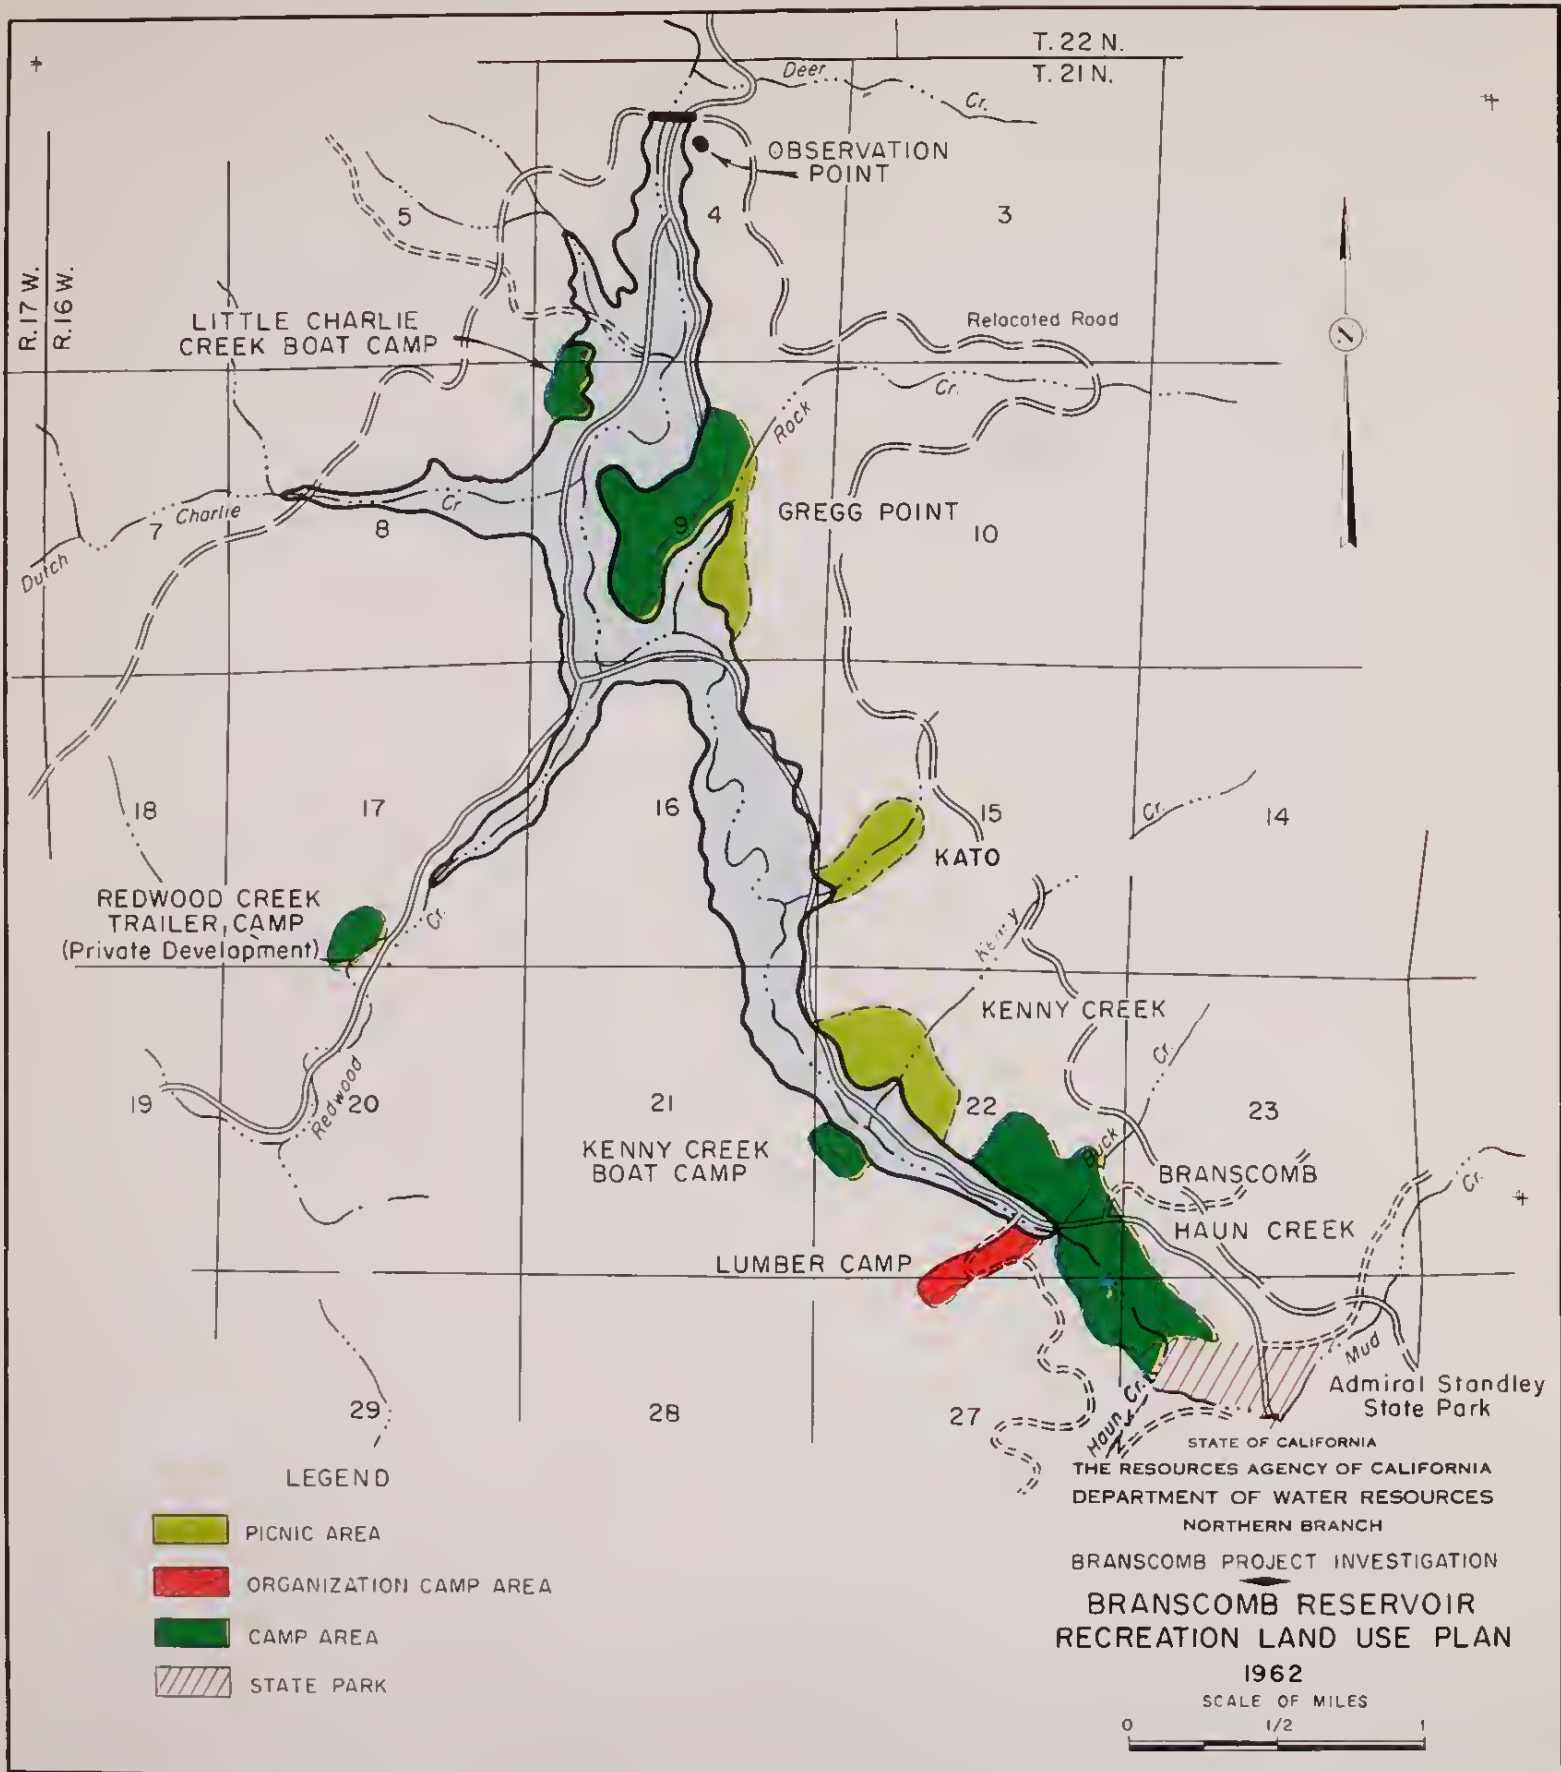 T. 22 N.
T. 21 N.
Deer
Cr.
OBSERVATION
POINT
5
4
3
R. 17 W.
R. 16 W.
LITTLE CHARLIE
CREEK BOAT CAMP
Relocated Road
Rock
Cr.
Dutch
Charlie
Cr
7
8
9
GREGG POINT
10
18
17
16
15
14
KATO
Cr.
REDWOOD CREEK
TRAILER CAMP
(Private Development)
Cr.
Kenny
KENNY CREEK
Cr.
19
20
21
22
23
Redwood
KENNY CREEK
BOAT CAMP
Buck
BRANSCOMB
Cr.
HAUN CREEK
LUMBER CAMP
Mud
Admiral Standley
State Park
Haun Cr.
29
28
27
LEGEND
PICNIC AREA
ORGANIZATION CAMP AREA
CAMP AREA
STATE PARK
STATE OF CALIFORNIA
THE RESOURCES AGENCY OF CALIFORNIA
DEPARTMENT OF WATER RESOURCES
NORTHERN BRANCH
BRANSCOMB PROJECT INVESTIGATION
BRANSCOMB RESERVOIR
RECREATION LAND USE PLAN
1962
SCALE OF MILES
0 1/2 1